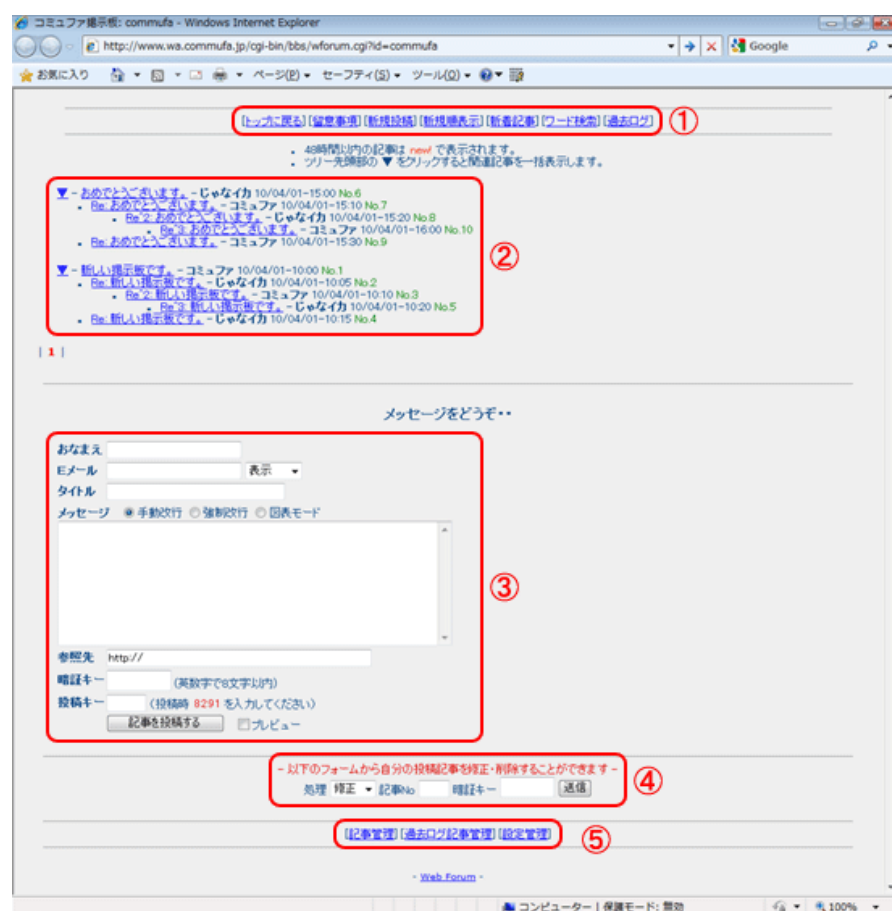 コミュファ掲示板: commufa - Windows Internet Explorer
http://www.wa.commufa.jp/cgi-bin/bbs/wforum.cgi?id=commufa
Google
お気に入り ページ(P) セーフティ(S) ツール(O)
[トップに戻る] [留意事項] [新規投稿] [新規順表示] [新着記事] [ワード検索] [過去ログ] ①
・ 48時間以内の記事は new! で表示されます。
・ ツリー先頭部の ▼ をクリックすると関連記事を一括表示します。
▼ - おめでとうございます。 - じゃなイカ 10/04/01-15:00 No.6
・ Re: おめでとうございます。 - コミュファ 10/04/01-15:10 No.7
・ Re^2: おめでとうございます。 - じゃなイカ 10/04/01-15:20 No.8
・ Re^3: おめでとうございます。 - コミュファ 10/04/01-16:00 No.10
・ Re: おめでとうございます。 - コミュファ 10/04/01-15:30 No.9
②
▼ - 新しい掲示板です。 - コミュファ 10/04/01-10:00 No.1
・ Re: 新しい掲示板です。 - じゃなイカ 10/04/01-10:05 No.2
・ Re^2: 新しい掲示板です。 - コミュファ 10/04/01-10:10 No.3
・ Re^3: 新しい掲示板です。 - じゃなイカ 10/04/01-10:20 No.5
・ Re: 新しい掲示板です。 - じゃなイカ 10/04/01-10:15 No.4
| 1 |
メッセージをどうぞ・・
おなまえ
Eメール 表示
タイトル
メッセージ 手動改行 強制改行 図表モード
③
参照先 http://
暗証キー (英数字で8文字以内)
投稿キー (投稿時 8291 を入力してください)
記事を投稿する プレビュー
- 以下のフォームから自分の投稿記事を修正・削除することができます -
処理 修正 記事No 暗証キー 送信 ④
[記事管理] [過去ログ記事管理] [設定管理] ⑤
- Web Forum -
コンピューター | 保護モード: 無効 100%